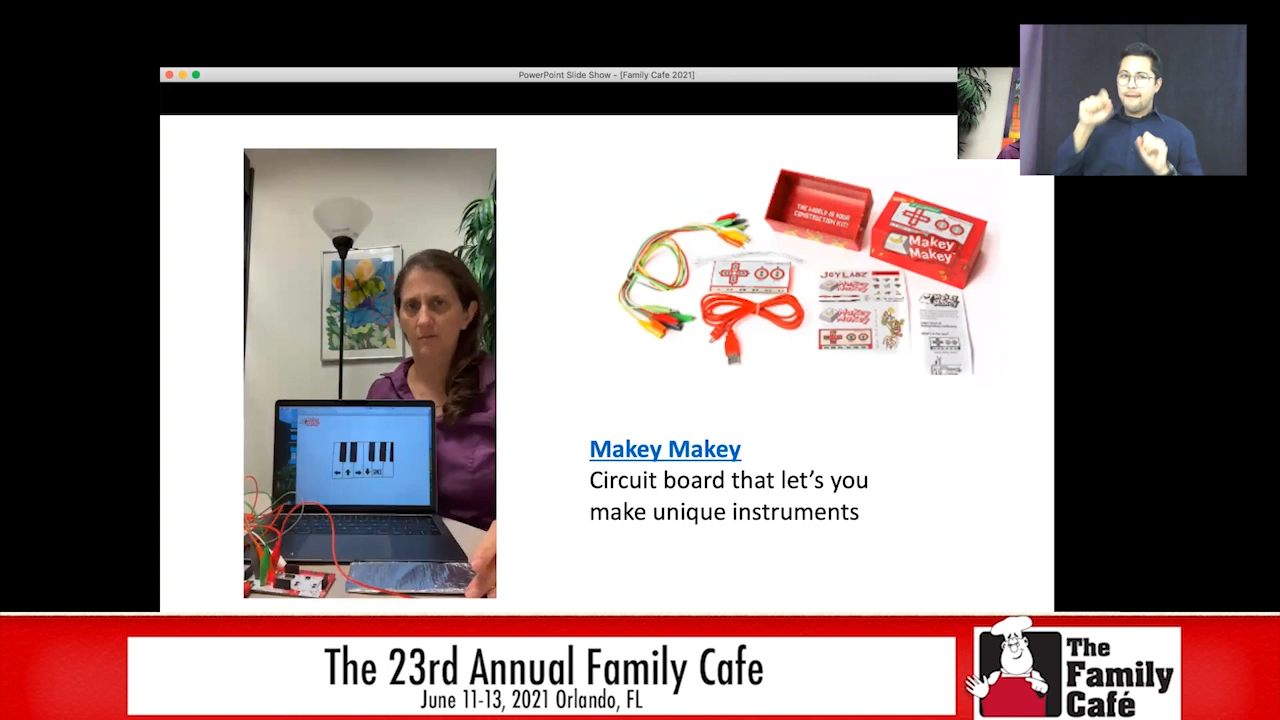 PowerPoint Slide Show - [Family Cafe 2021]
THE WORLD IS YOUR
CONSTRUCTION KIT!
Makey
Makey
JOYLABZ
SPACE
Makey Makey
Circuit board that let's you
make unique instruments
The 23rd Annual Family Cafe
June 11-13, 2021 Orlando, FL
The
Family
Café